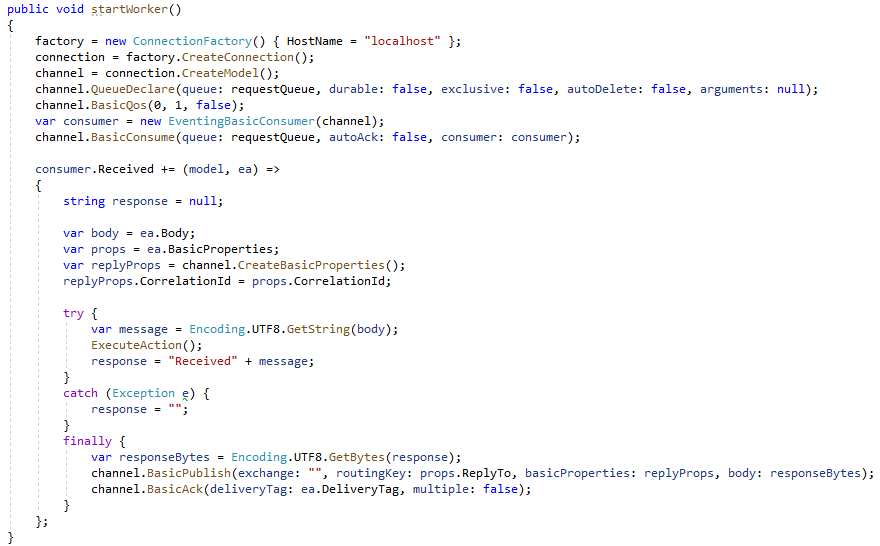 public void startWorker()
{
    factory = new ConnectionFactory() { HostName = "localhost" };
    connection = factory.CreateConnection();
    channel = connection.CreateModel();
    channel.QueueDeclare(queue: requestQueue, durable: false, exclusive: false, autoDelete: false, arguments: null);
    channel.BasicQos(0, 1, false);
    var consumer = new EventingBasicConsumer(channel);
    channel.BasicConsume(queue: requestQueue, autoAck: false, consumer: consumer);

    consumer.Received += (model, ea) =>
    {
        string response = null;

        var body = ea.Body;
        var props = ea.BasicProperties;
        var replyProps = channel.CreateBasicProperties();
        replyProps.CorrelationId = props.CorrelationId;

        try {
            var message = Encoding.UTF8.GetString(body);
            ExecuteAction();
            response = "Received" + message;
        }
        catch (Exception e) {
            response = "";
        }
        finally {
            var responseBytes = Encoding.UTF8.GetBytes(response);
            channel.BasicPublish(exchange: "", routingKey: props.ReplyTo, basicProperties: replyProps, body: responseBytes);
            channel.BasicAck(deliveryTag: ea.DeliveryTag, multiple: false);
        }
    };
}